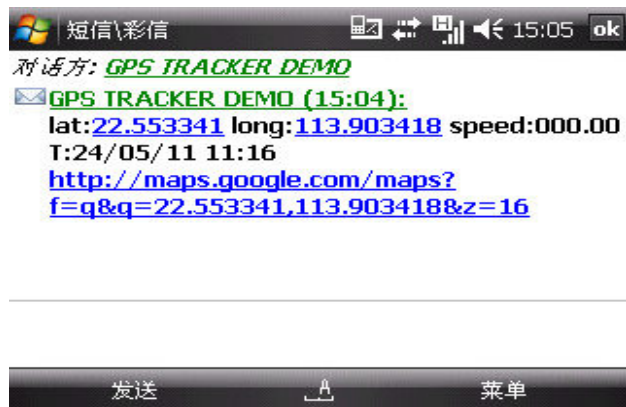 短信\彩信 15:05 ok
对话方: GPS TRACKER DEMO
GPS TRACKER DEMO (15:04):
lat:22.553341 long:113.903418 speed:000.00
T:24/05/11 11:16
http://maps.google.com/maps?
f=q&q=22.553341,113.903418&z=16
发送 菜单